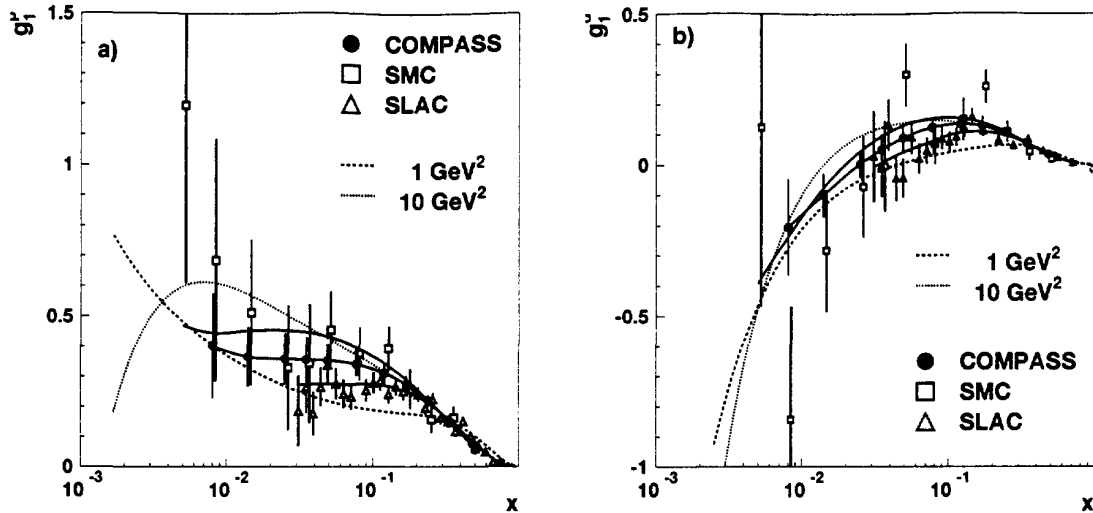 g₁ᵖ
1.5
a)
COMPASS
SMC
SLAC
1
1 GeV²
10 GeV²
0.5
0
10⁻³
10⁻²
10⁻¹
x
0.5
b)
0
1 GeV²
10 GeV²
-0.5
COMPASS
SMC
SLAC
-1
10⁻³
10⁻²
10⁻¹
x